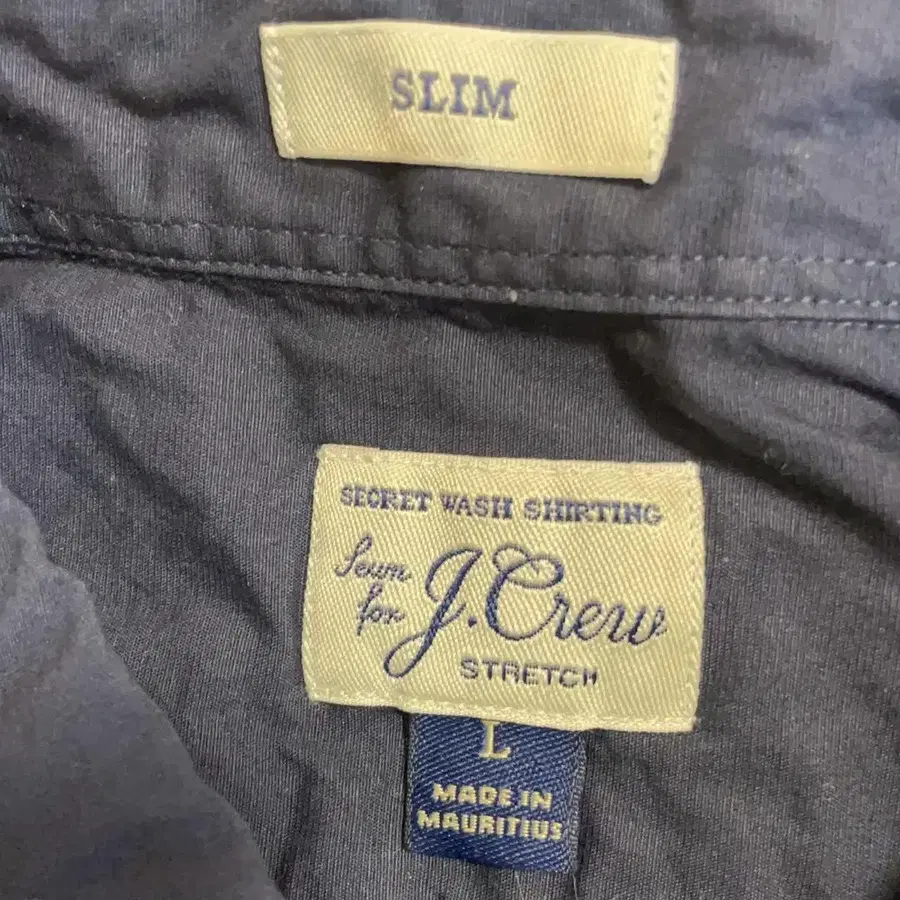 SLIM
SECRET WASH SHIRTING
Sewn for J.Crew
STRETCH
L
MADE IN
MAURITIUS